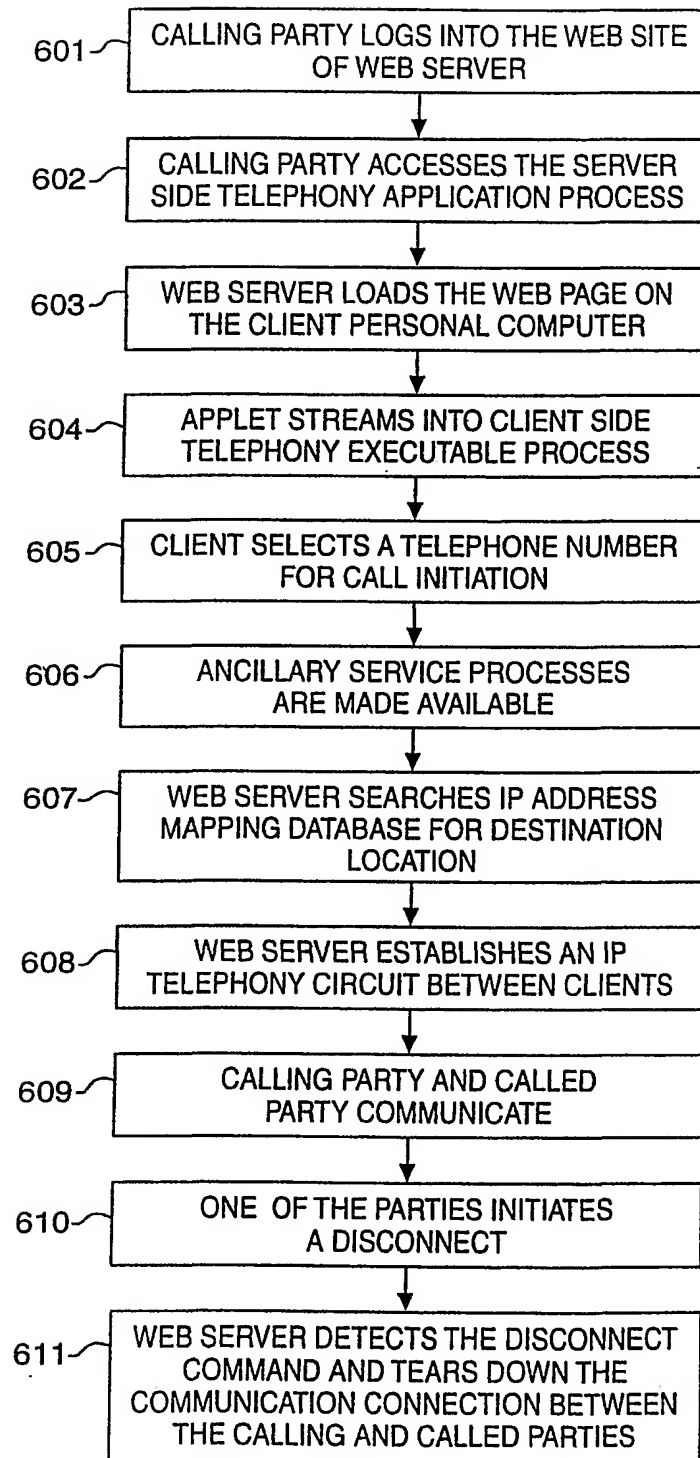 601
CALLING PARTY LOGS INTO THE WEB SITE
OF WEB SERVER
602
CALLING PARTY ACCESSES THE SERVER
SIDE TELEPHONY APPLICATION PROCESS
603
WEB SERVER LOADS THE WEB PAGE ON
THE CLIENT PERSONAL COMPUTER
604
APPLET STREAMS INTO CLIENT SIDE
TELEPHONY EXECUTABLE PROCESS
605
CLIENT SELECTS A TELEPHONE NUMBER
FOR CALL INITIATION
606
ANCILLARY SERVICE PROCESSES
ARE MADE AVAILABLE
607
WEB SERVER SEARCHES IP ADDRESS
MAPPING DATABASE FOR DESTINATION
LOCATION
608
WEB SERVER ESTABLISHES AN IP
TELEPHONY CIRCUIT BETWEEN CLIENTS
609
CALLING PARTY AND CALLED
PARTY COMMUNICATE
610
ONE OF THE PARTIES INITIATES
A DISCONNECT
611
WEB SERVER DETECTS THE DISCONNECT
COMMAND AND TEARS DOWN THE
COMMUNICATION CONNECTION BETWEEN
THE CALLING AND CALLED PARTIES